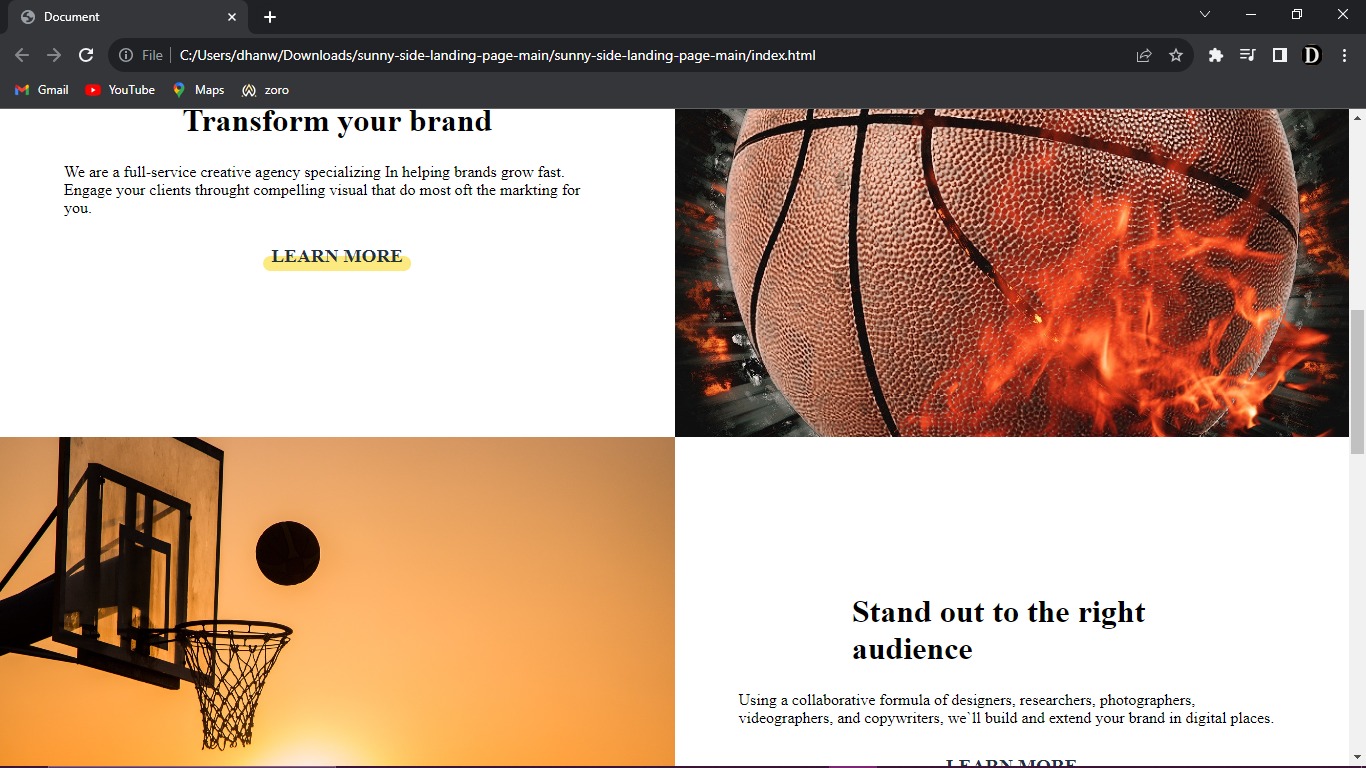 Document
File
C:/Users/dhanw/Downloads/sunny-side-landing-page-main/sunny-side-landing-page-main/index.html
D
Gmail
YouTube
Maps
zoro
Transform your brand
We are a full-service creative agency specializing In helping brands grow fast.
Engage your clients throught compelling visual that do most oft the markting for
you.
LEARN MORE
Stand out to the right
audience
Using a collaborative formula of designers, researchers, photographers,
videographers, and copywriters, we`ll build and extend your brand in digital places.
LEARN MORE